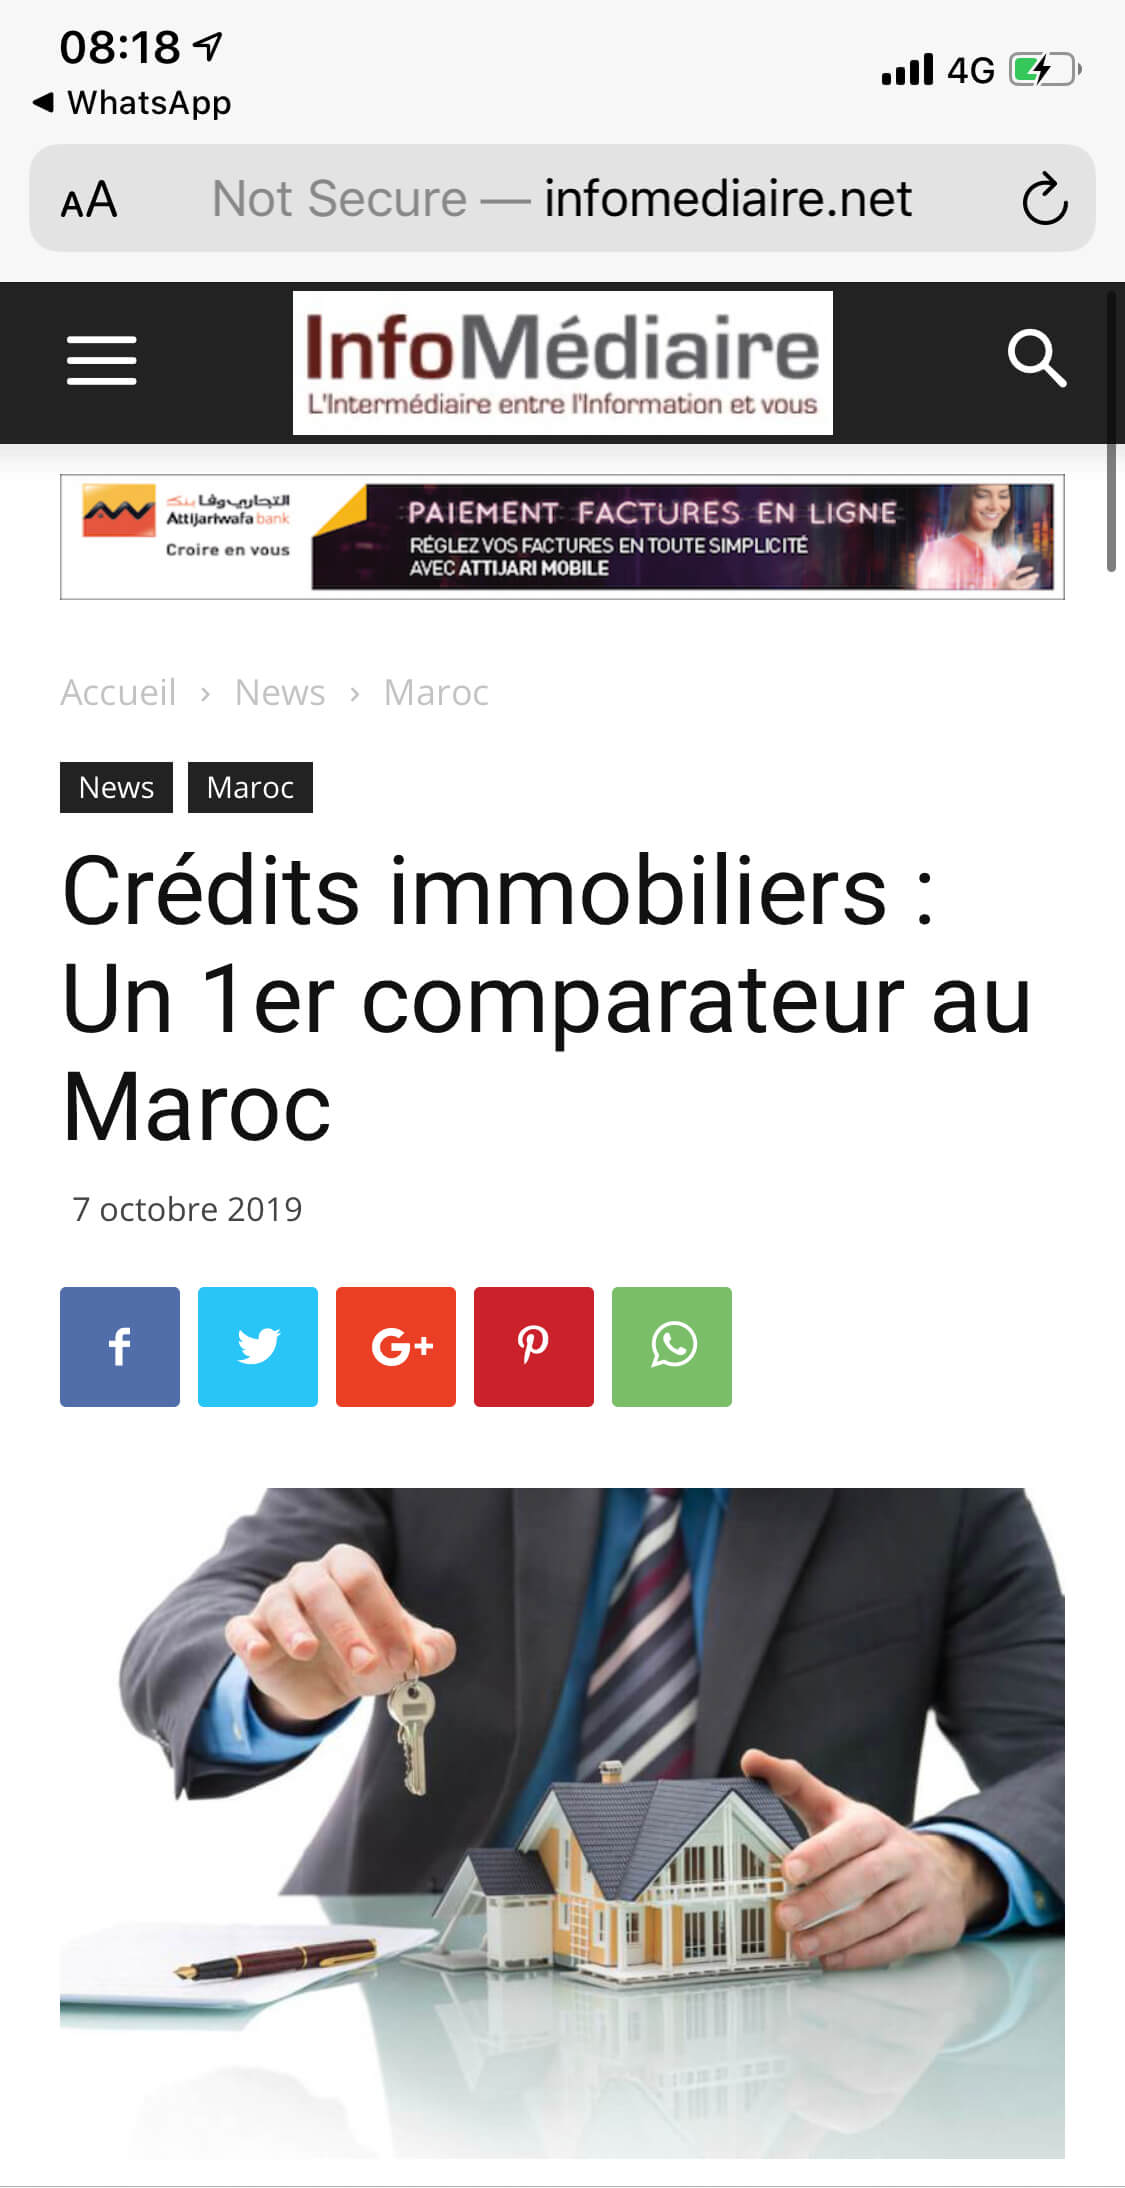 08:18
4G
WhatsApp
AA Not Secure — infomediaire.net
InfoMédiaire
L'Intermédiaire entre l'Information et vous
التجاري وفا بنك
Attijariwafa bank
Croire en vous
PAIEMENT FACTURES EN LIGNE
RÉGLEZ VOS FACTURES EN TOUTE SIMPLICITÉ
AVEC ATTIJARI MOBILE
Accueil › News › Maroc
News Maroc
Crédits immobiliers :
Un 1er comparateur au
Maroc
7 octobre 2019
f G+